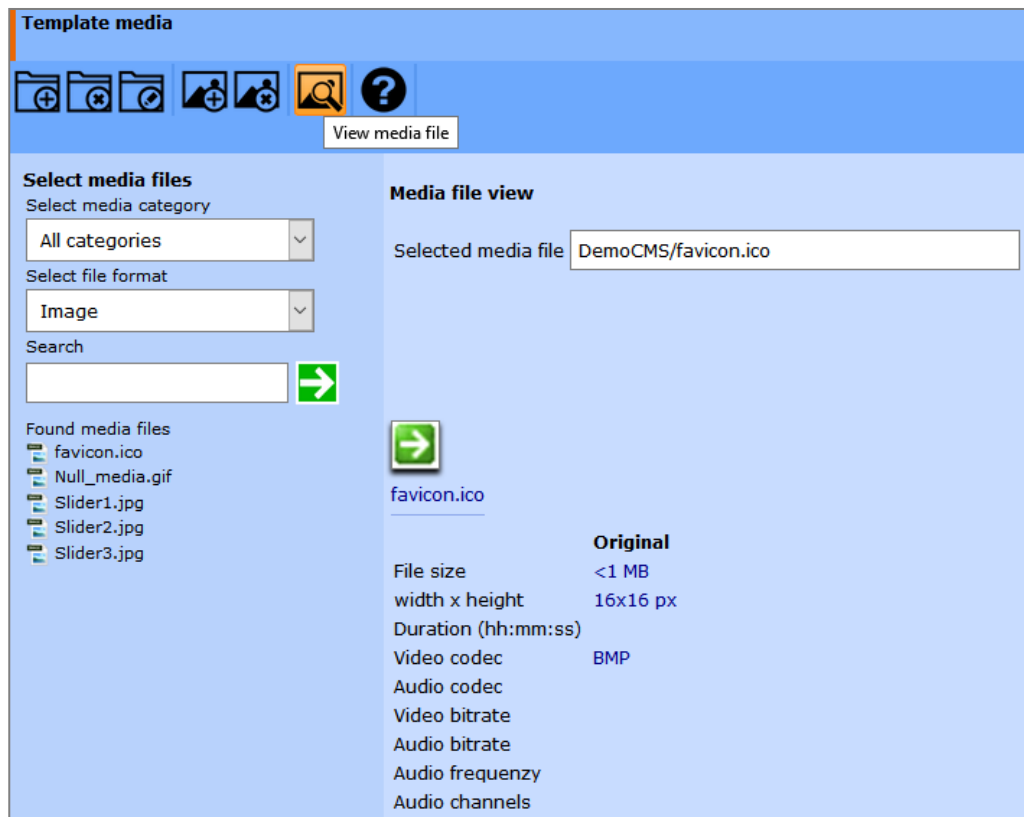 Template media
View media file
Select media files
Select media category
All categories
Select file format
Image
Search
Found media files
favicon.ico
Null_media.gif
Slider1.jpg
Slider2.jpg
Slider3.jpg
Media file view
Selected media file DemoCMS/favicon.ico
favicon.ico
Original
File size <1 MB
width x height 16x16 px
Duration (hh:mm:ss)
Video codec BMP
Audio codec
Video bitrate
Audio bitrate
Audio frequenzy
Audio channels